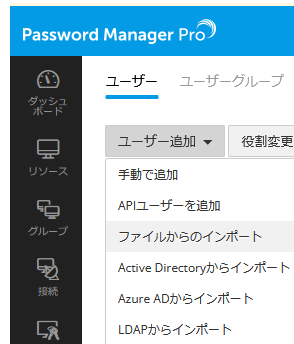 Password Manager Pro
ユーザー
ユーザーグループ
ダッシュ
ボード
ユーザー追加
役割変更
手動で追加
リソース
APIユーザーを追加
ファイルからのインポート
グループ
Active Directoryからインポート
接続
Azure ADからインポート
LDAPからインポート